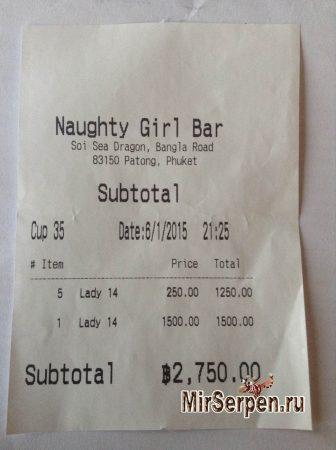 Naughty Girl Bar
Soi Sea Dragon, Bangla Road
83150 Patong, Phuket
Subtotal
Cup 35 Date:6/1/2015 21:25
# Item Price Total
5 Lady 14 250.00 1250.00
1 Lady 14 1500.00 1500.00
Subtotal ฿2,750.00
MirSerpen.ru